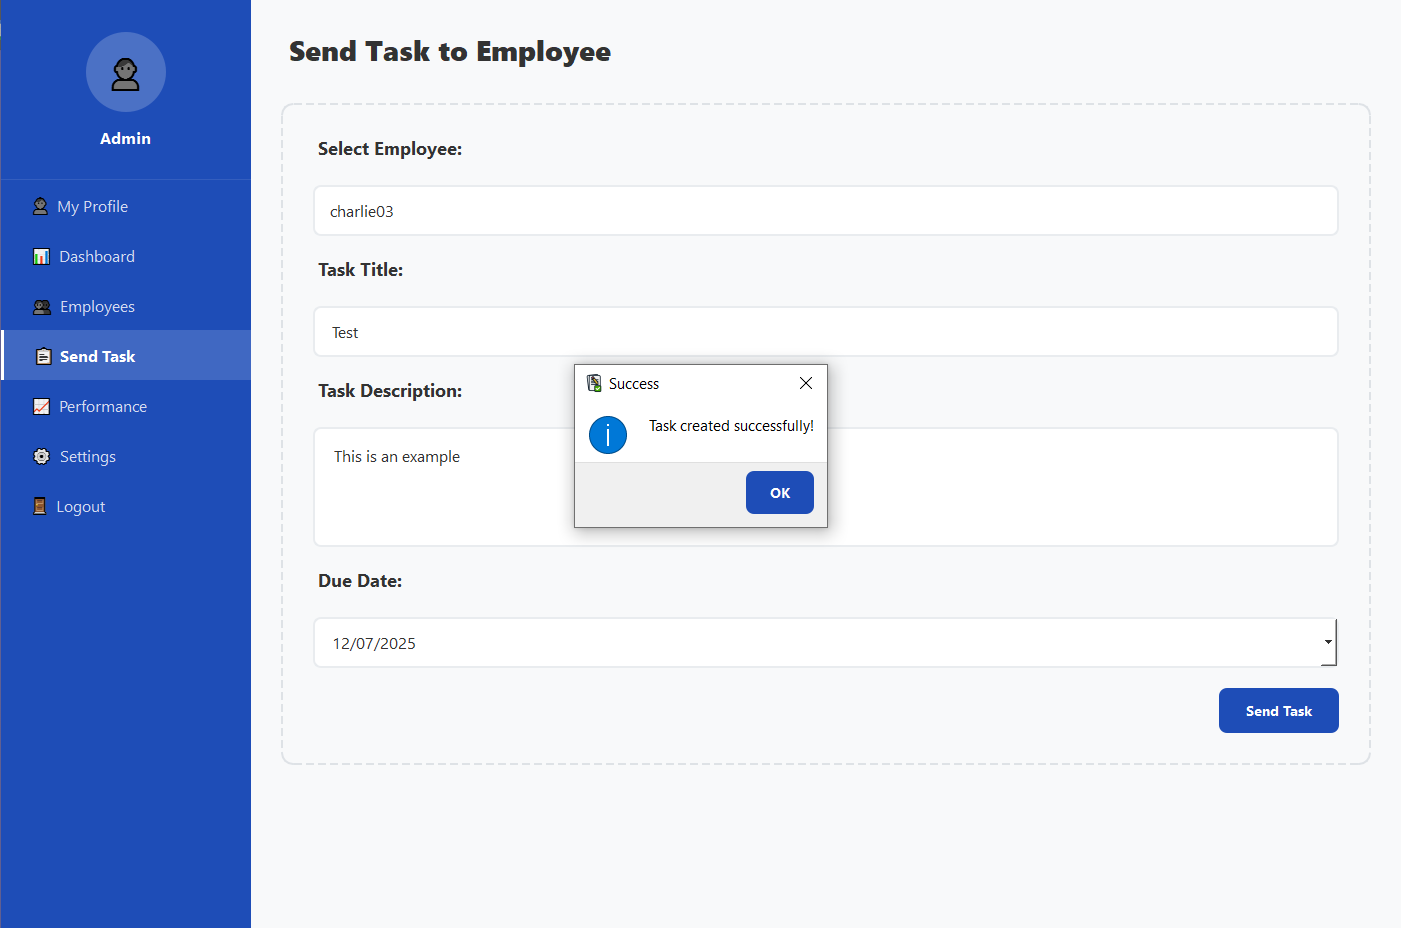 Admin
My Profile
Dashboard
Employees
Send Task
Performance
Settings
Logout
Send Task to Employee
Select Employee:
charlie03
Task Title:
Test
Task Description:
This is an example
Success
Task created successfully!
OK
Due Date:
12/07/2025
Send Task